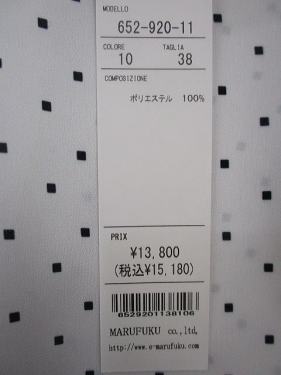 MODELLO
652-920-11
COLORE TAGLIA
10 38
COMPOSIZIONE
ポリエステル 100%
PRIX
¥13,800
(税込¥15,180)
6529201138106
MARUFUKU co.,ltd.
http://www.e-marufuku.com/